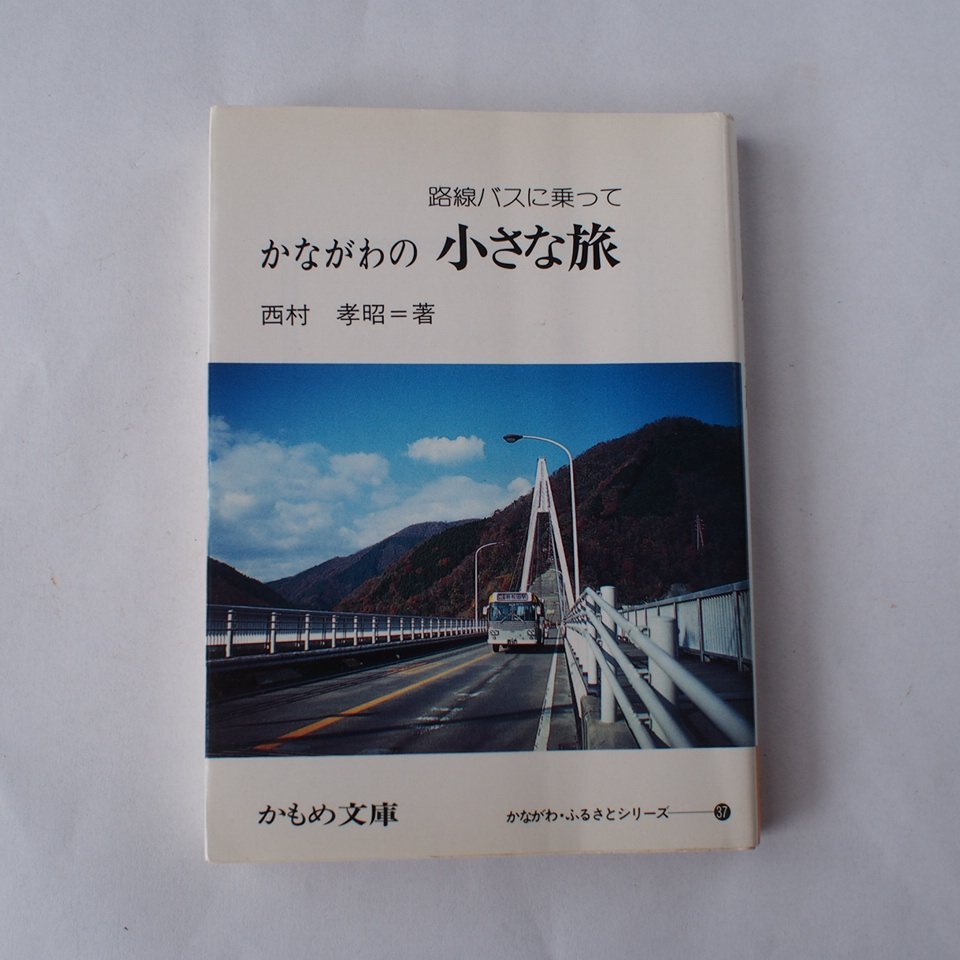 路線バスに乗って
かながわの 小さな旅
西村 孝昭＝著
かもめ文庫
かながわ・ふるさとシリーズ――37